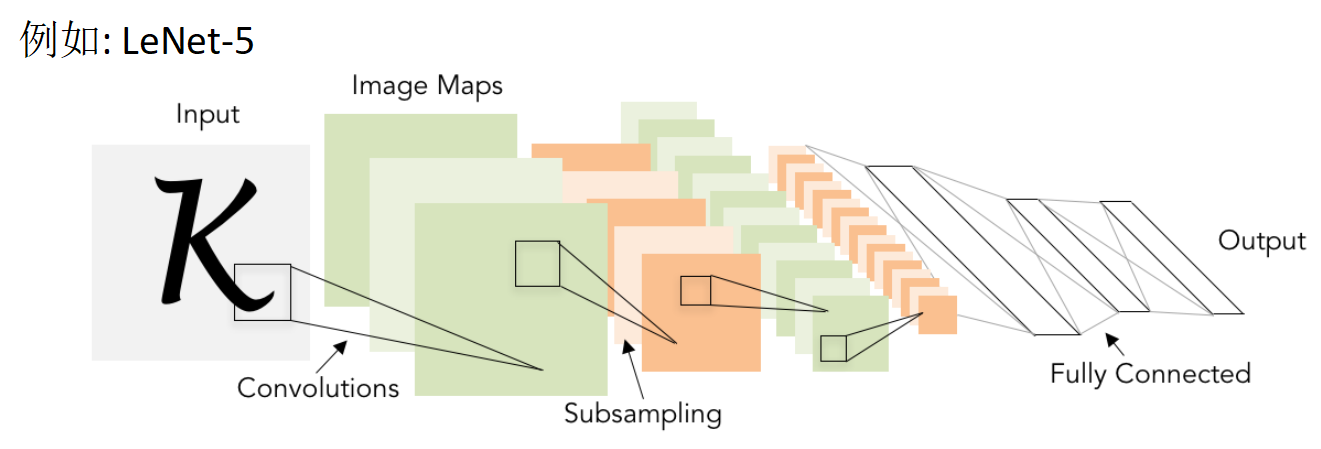 例如: LeNet-5
Image Maps
Input
K
Output
Convolutions
Fully Connected
Subsampling